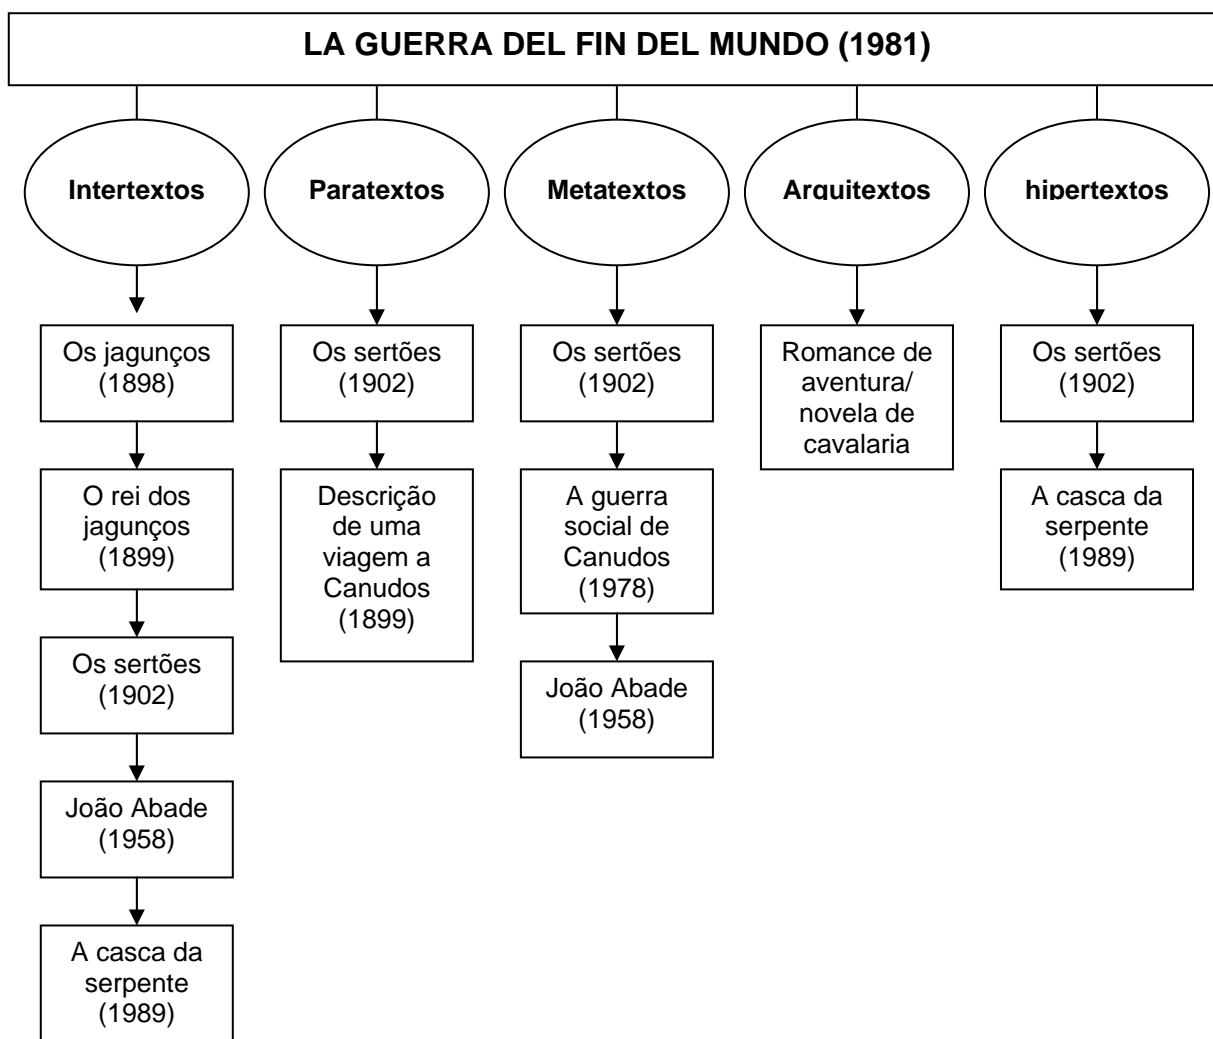 LA GUERRA DEL FIN DEL MUNDO (1981)
Intertextos
Paratextos
Metatextos
Arquitextos
hipertextos
Os jagunços
(1898)
O rei dos
jagunços
(1899)
Os sertões
(1902)
João Abade
(1958)
A casca da
serpente
(1989)
Os sertões
(1902)
Descrição
de uma
viagem a
Canudos
(1899)
Os sertões
(1902)
A guerra
social de
Canudos
(1978)
João Abade
(1958)
Romance de
aventura/
novela de
cavalaria
Os sertões
(1902)
A casca da
serpente
(1989)